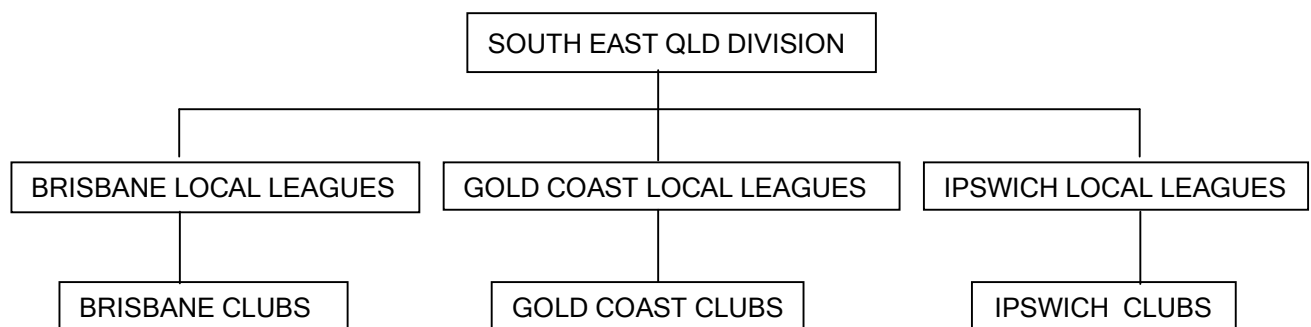 SOUTH EAST QLD DIVISION
BRISBANE LOCAL LEAGUES
GOLD COAST LOCAL LEAGUES
IPSWICH LOCAL LEAGUES
BRISBANE CLUBS
GOLD COAST CLUBS
IPSWICH CLUBS